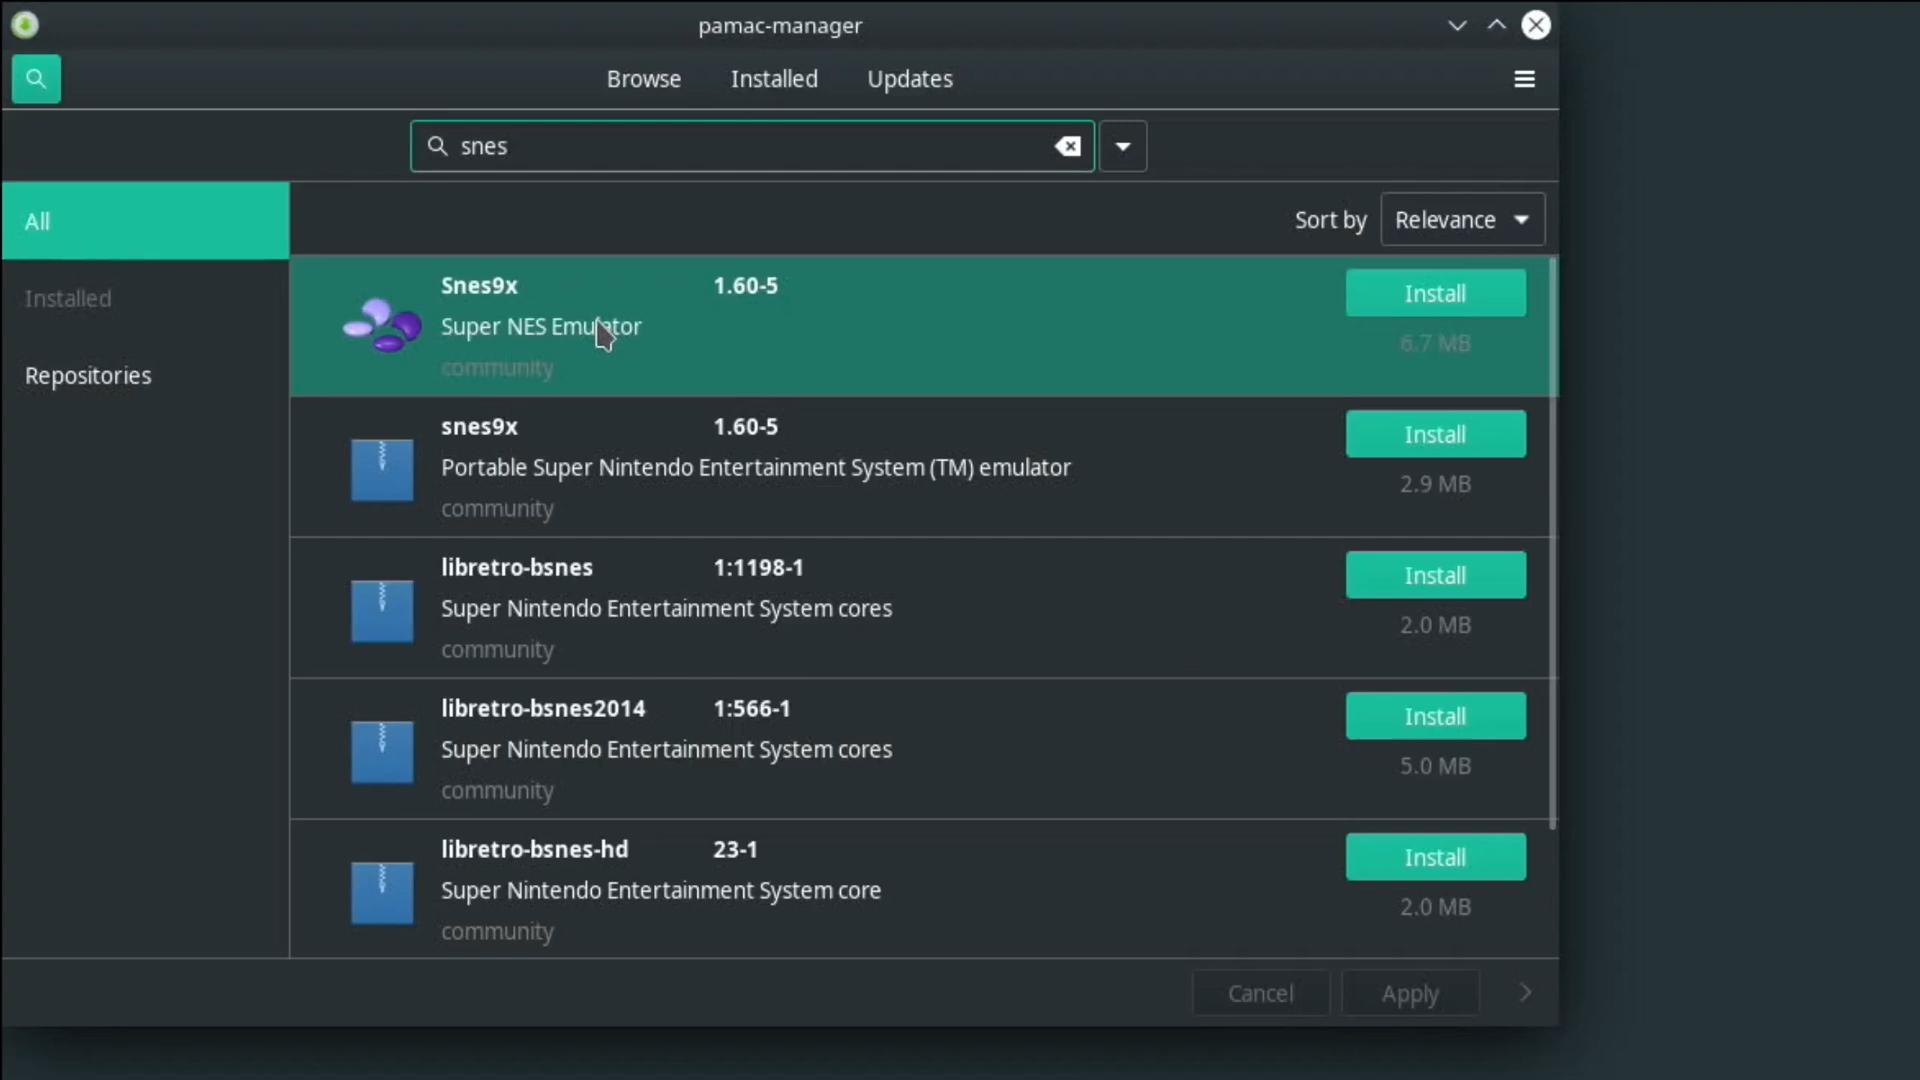 pamac-manager
Browse Installed Updates
snes
All
Sort by Relevance
Installed
Repositories
Snes9x 1.60-5 Install
Super NES Emulator 6.7 MB
community
snes9x 1.60-5 Install
Portable Super Nintendo Entertainment System (TM) emulator 2.9 MB
community
libretro-bsnes 1:1198-1 Install
Super Nintendo Entertainment System cores 2.0 MB
community
libretro-bsnes2014 1:566-1 Install
Super Nintendo Entertainment System cores 5.0 MB
community
libretro-bsnes-hd 23-1 Install
Super Nintendo Entertainment System core 2.0 MB
community
Cancel Apply